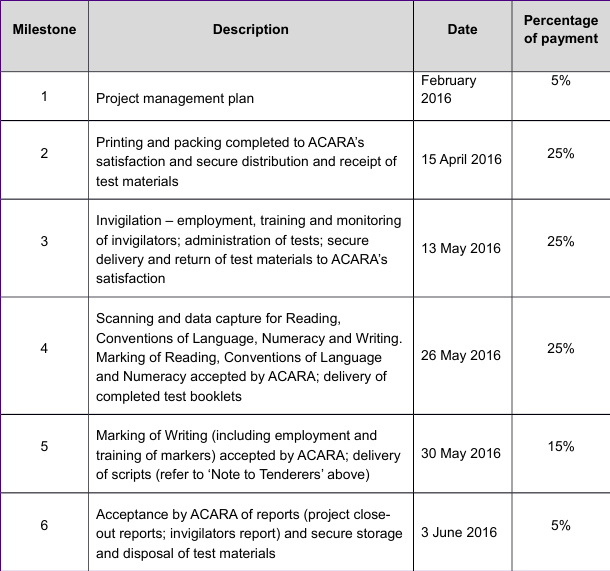 Milestone
Description
Date
Percentage
of payment
1
Project management plan
February
2016
5%
2
Printing and packing completed to ACARA's
satisfaction and secure distribution and receipt of
test materials
15 April 2016
25%
3
Invigilation – employment, training and monitoring
of invigilators; administration of tests; secure
delivery and return of test materials to ACARA's
satisfaction
13 May 2016
25%
4
Scanning and data capture for Reading,
Conventions of Language, Numeracy and Writing.
Marking of Reading, Conventions of Language
and Numeracy accepted by ACARA; delivery of
completed test booklets
26 May 2016
25%
5
Marking of Writing (including employment and
training of markers) accepted by ACARA; delivery
of scripts (refer to ‘Note to Tenderers’ above)
30 May 2016
15%
6
Acceptance by ACARA of reports (project close-
out reports; invigilators report) and secure storage
and disposal of test materials
3 June 2016
5%